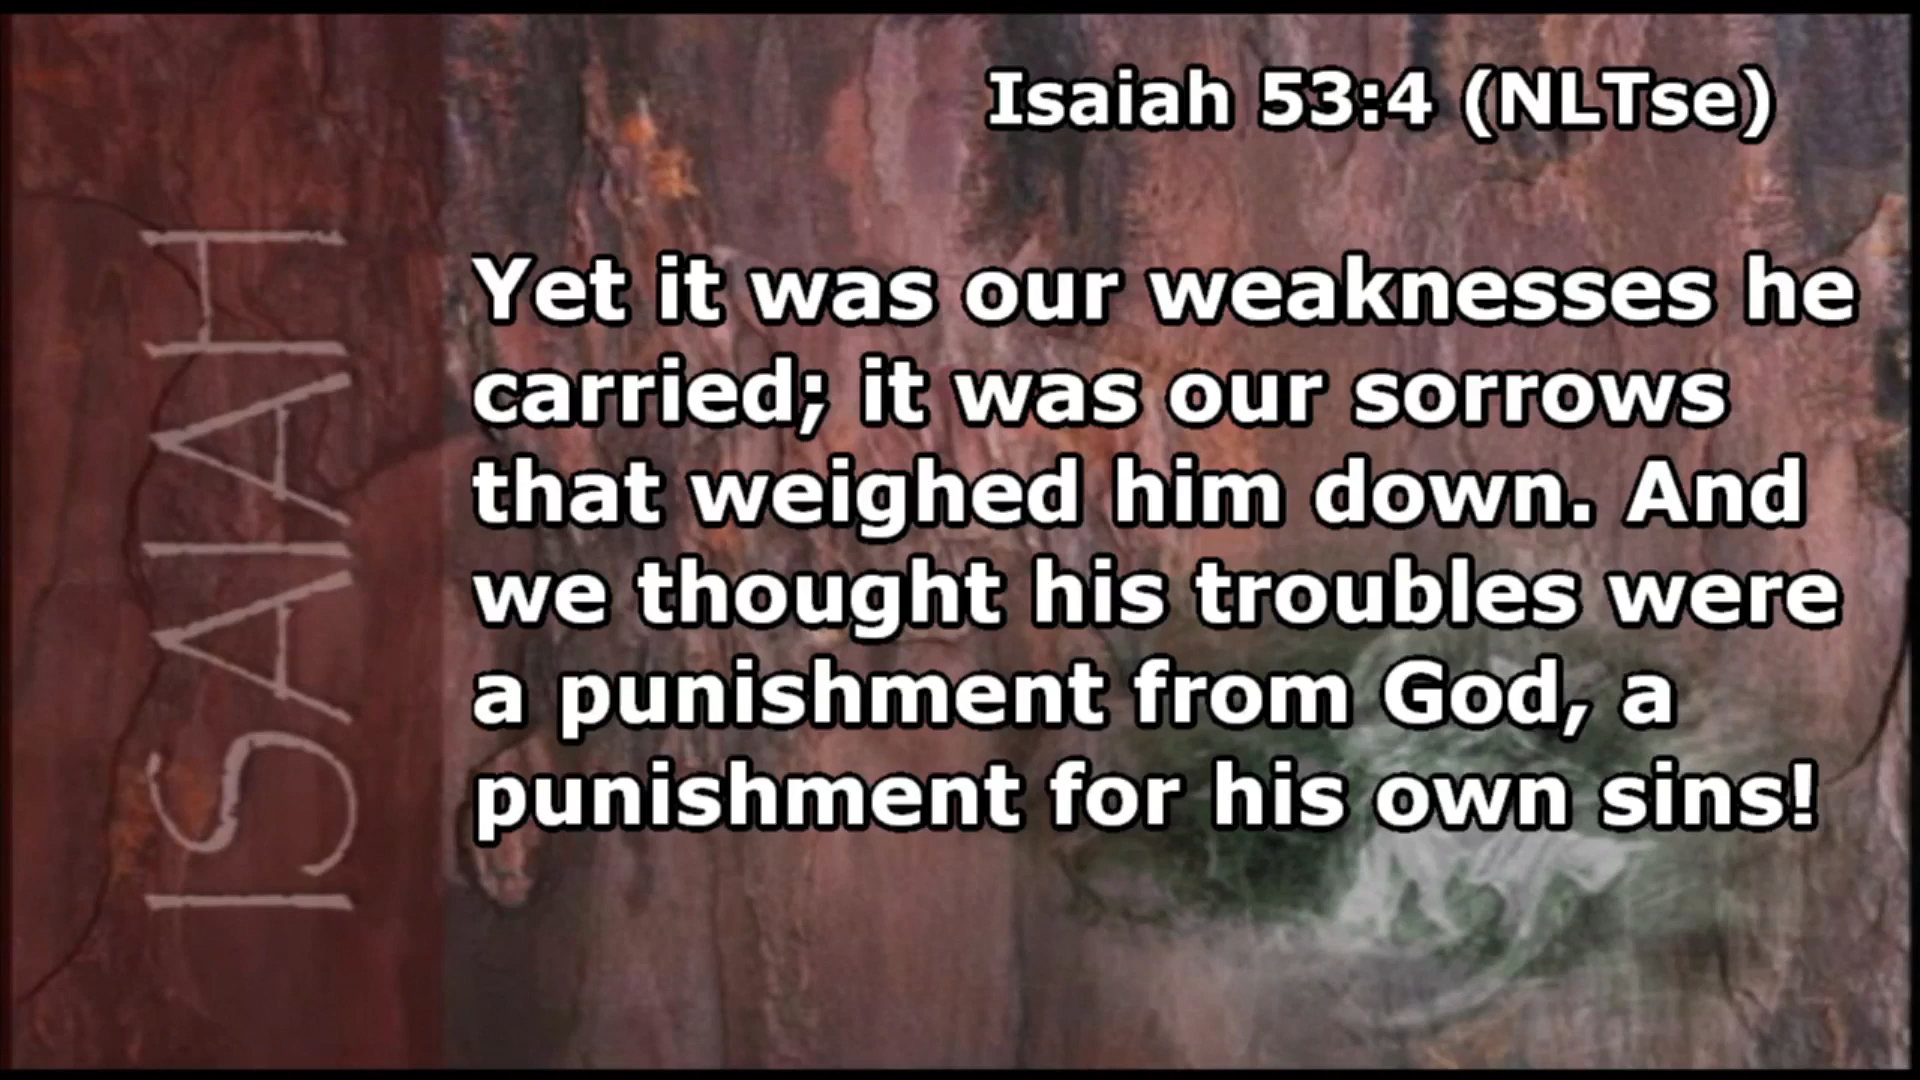 ISAIAH
Isaiah 53:4 (NLTse)
Yet it was our weaknesses he
carried; it was our sorrows
that weighed him down. And
we thought his troubles were
a punishment from God, a
punishment for his own sins!